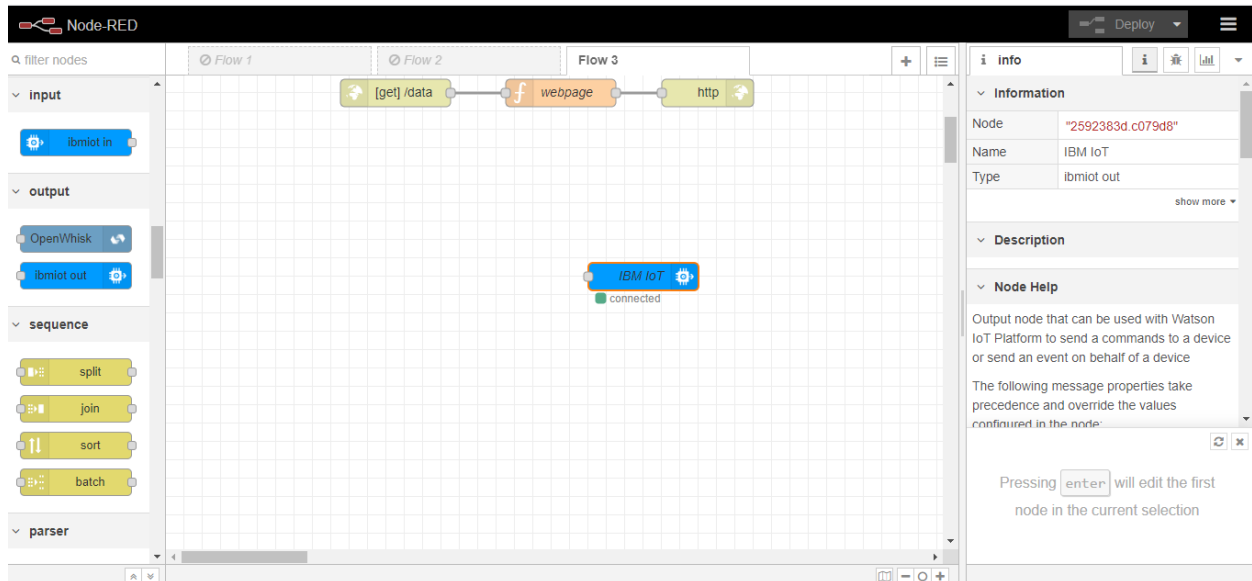 Node-RED
Deploy
filter nodes
Flow 1
Flow 2
Flow 3
i info
i
input
[get] /data
f
webpage
http
Information
Node
"2592383d.c079d8"
ibmiot in
Name
IBM IoT
Type
ibmiot out
output
show more
OpenWhisk
Description
ibmiot out
IBM IoT
connected
Node Help
sequence
Output node that can be used with Watson
IoT Platform to send a commands to a device
or send an event on behalf of a device
split
The following message properties take
precedence and override the values
configured in the node:
join
sort
batch
Pressing enter will edit the first
node in the current selection
parser